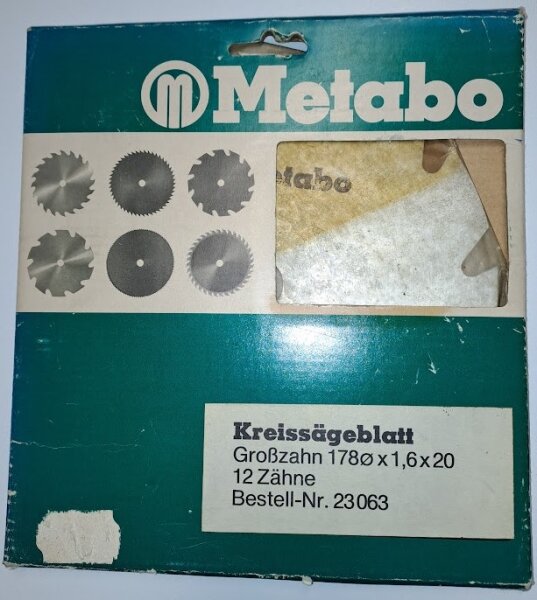 Metabo
etabo
Kreissägeblatt
Großzahn 178ø x 1,6 x 20
12 Zähne
Bestell-Nr. 23063